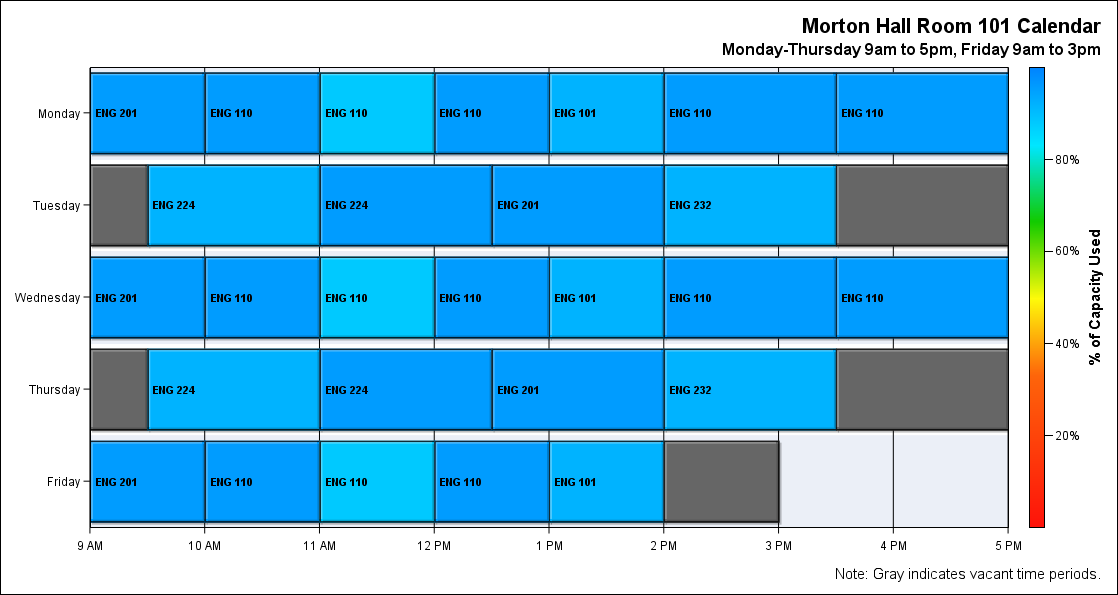 Morton Hall Room 101 Calendar
Monday-Thursday 9am to 5pm, Friday 9am to 3pm
Monday
ENG 201
ENG 110
ENG 110
ENG 110
ENG 101
ENG 110
ENG 110
Tuesday
ENG 224
ENG 224
ENG 201
ENG 232
Wednesday
ENG 201
ENG 110
ENG 110
ENG 110
ENG 101
ENG 110
ENG 110
Thursday
ENG 224
ENG 224
ENG 201
ENG 232
Friday
ENG 201
ENG 110
ENG 110
ENG 110
ENG 101
9 AM
10 AM
11 AM
12 PM
1 PM
2 PM
3 PM
4 PM
5 PM
80%
60%
40%
20%
% of Capacity Used
Note: Gray indicates vacant time periods.